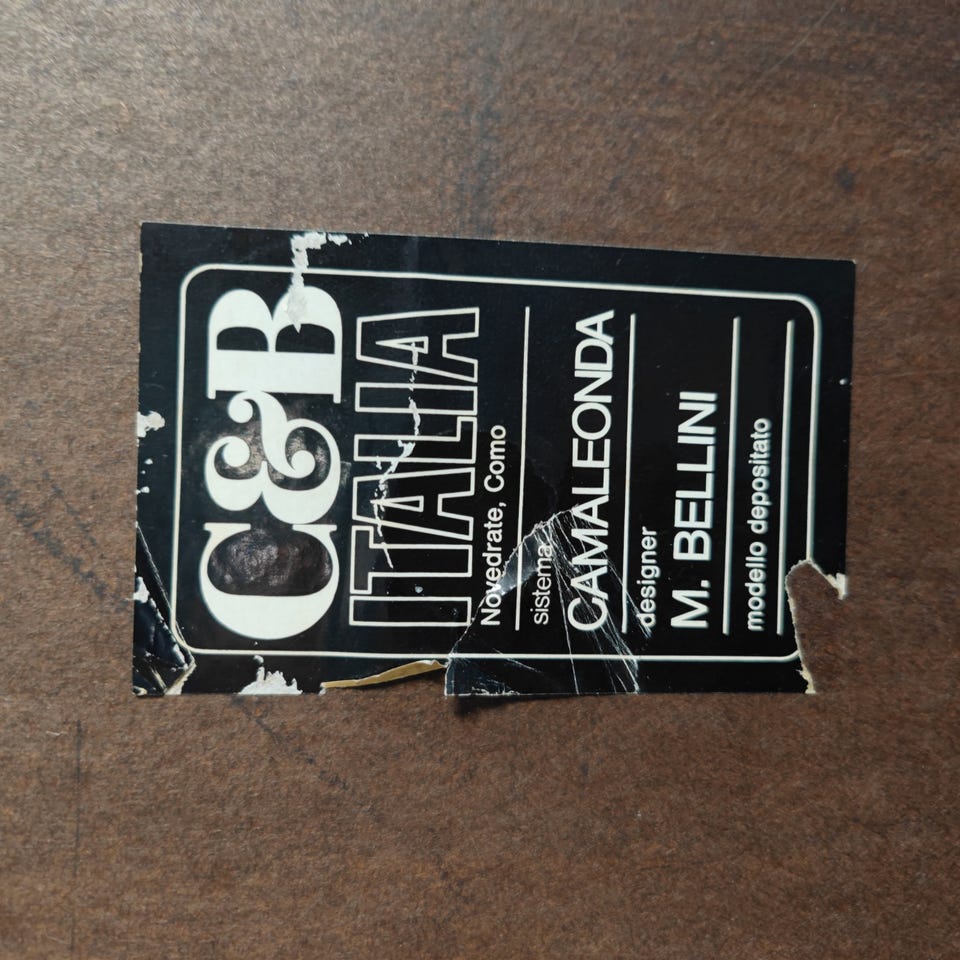 C&B
ITALIA
Novedrate, Como
sistema
CAMALEONDA
designer
M. BELLINI
modello depositato